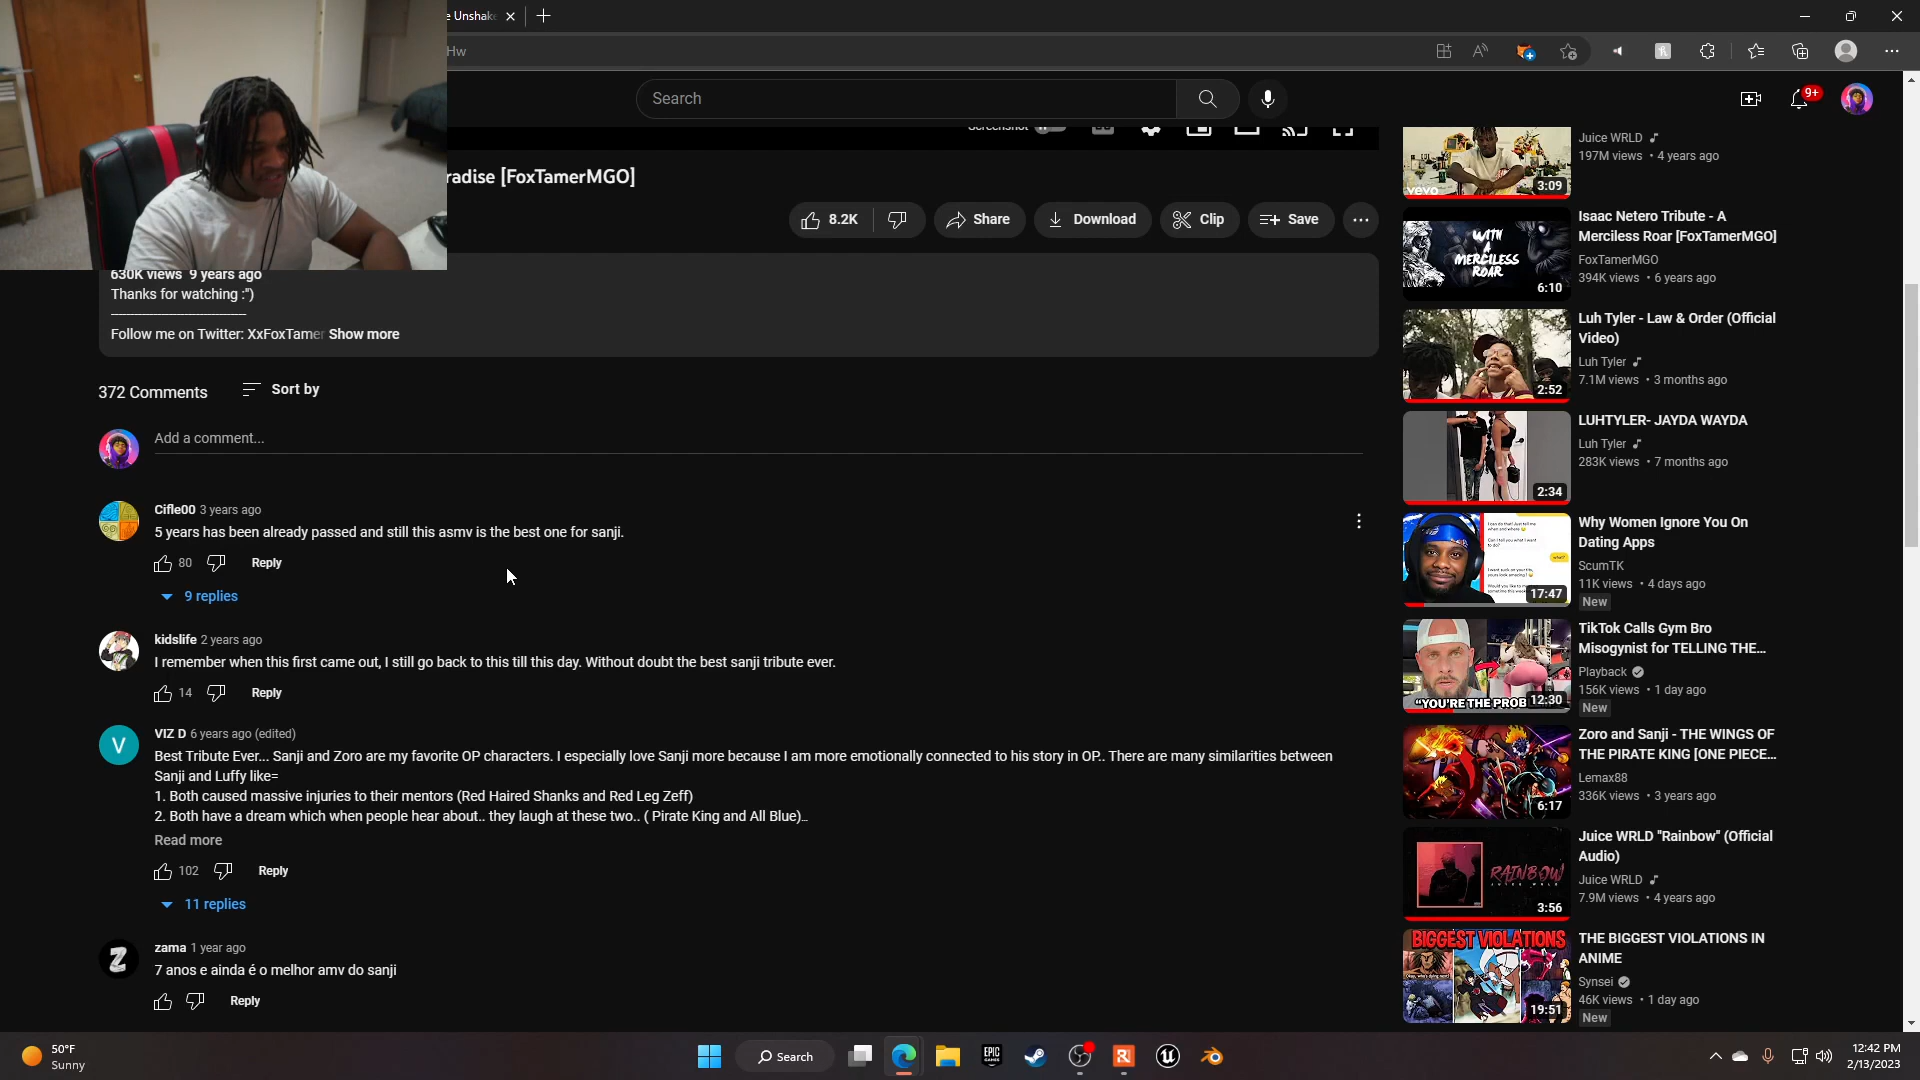 e Unshake
Hw
Search
9+
radise [FoxTamerMGO]
8.2K
Share
Download
Clip
Save
630K views 9 years ago
Thanks for watching :")
Follow me on Twitter: XxFoxTamer Show more
372 Comments
Sort by
Add a comment...
Cifle00 3 years ago
5 years has been already passed and still this asmv is the best one for sanji.
80
Reply
9 replies
kidslife 2 years ago
I remember when this first came out, I still go back to this till this day. Without doubt the best sanji tribute ever.
14
Reply
V
VIZ D 6 years ago (edited)
Best Tribute Ever... Sanji and Zoro are my favorite OP characters. I especially love Sanji more because I am more emotionally connected to his story in OP.. There are many similarities between
Sanji and Luffy like=
1. Both caused massive injuries to their mentors (Red Haired Shanks and Red Leg Zeff)
2. Both have a dream which when people hear about.. they laugh at these two.. ( Pirate King and All Blue)...
Read more
102
Reply
11 replies
Z
zama 1 year ago
7 anos e ainda é o melhor amv do sanji
Reply
vevo
3:09
Juice WRLD
197M views • 4 years ago
WITH
A
MERCILESS
ROAR
6:10
Isaac Netero Tribute - A
Merciless Roar [FoxTamerMGO]
FoxTamerMGO
394K views • 6 years ago
2:52
Luh Tyler - Law & Order (Official
Video)
Luh Tyler
7.1M views • 3 months ago
2:34
LUHTYLER- JAYDA WAYDA
Luh Tyler
283K views • 7 months ago
17:47
Why Women Ignore You On
Dating Apps
ScumTK
11K views • 4 days ago
New
"YOU'RE THE PROB
12:30
TikTok Calls Gym Bro
Misogynist for TELLING THE...
Playback
156K views • 1 day ago
New
6:17
Zoro and Sanji - THE WINGS OF
THE PIRATE KING [ONE PIECE...
Lemax88
336K views • 3 years ago
RAINBOW
JUICE WRLD
3:56
Juice WRLD "Rainbow" (Official
Audio)
Juice WRLD
7.9M views • 4 years ago
BIGGEST VIOLATIONS
19:51
THE BIGGEST VIOLATIONS IN
ANIME
Synsei
46K views • 1 day ago
New
50°F
Sunny
Search
EPIC
GAMES
12:42 PM
2/13/2023